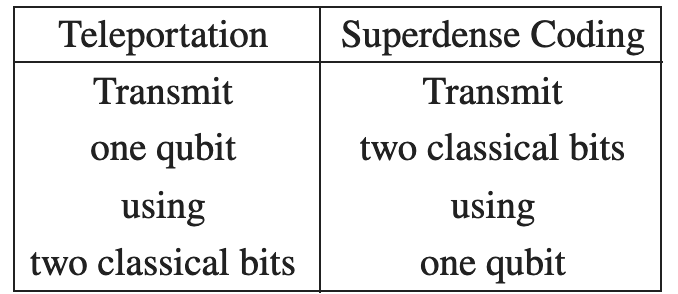 Teleportation Superdense Coding
Transmit Transmit
one qubit two classical bits
using using
two classical bits one qubit